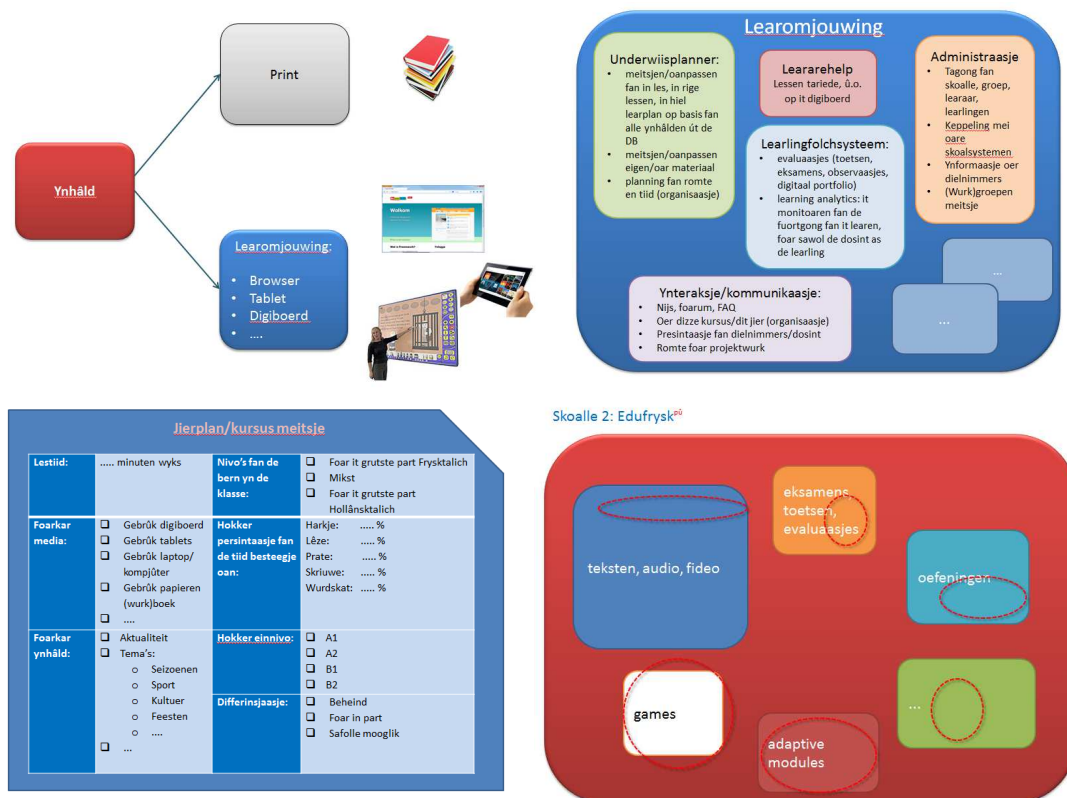 Print
Ynhâld
Learomjouwing:
• Browser
• Tablet
• Digiboerd
• ....
Welkom
Learomjouwing
Underwiisplanner:
• meitsjen/oanpassen
fan in les, in rige
lessen, in hiel
learplan op basis fan
alle ynhâlden út de
DB
• meitsjen/oanpassen
eigen/oar materiaal
• planning fan romte
en tiid (organisaasje)
Leararehelp
Lessen tariede, û.o.
op it digiboerd
Learlingfolchsysteem:
• evaluaasjes (toetsen,
eksamens, observaasjes,
digitaal portfolio)
• learning analytics: it
monitoaren fan de
fuortgong fan it learen,
foar sawol de dosint as
de learling
Administraasje
• Tagong fan
skoalle, groep,
learaar,
learlingen
• Keppeling mei
oare
skoalsystemen
• Ynformaasje oer
dielnimmers
• (Wurk)groepen
meitsje
...
...
Ynteraksje/kommunikaasje:
• Nijs, foarum, FAQ
• Oer dizze kursus/dit jier (organisaasje)
• Presintaasje fan dielnimmers/dosint
• Romte foar projektwurk
Jierplan/kursus meitsje
Lestiid:
..... minuten wyks
Nivo's fan de
bern yn de
klasse:
❑ Foar it grutste part Frysktalich
❑ Mikst
❑ Foar it grutste part
Hollânsktalich
Foarkar
media:
❑ Gebrûk digiboerd
❑ Gebrûk tablets
❑ Gebrûk laptop/
kompjûter
❑ Gebrûk papieren
(wurk)boek
❑ ....
Hokker
persintaasje fan
de tiid besteegje
oan:
Harkje: ..... %
Lêze: ..... %
Prate: ..... %
Skriuwe: ..... %
Wurdskat: ..... %
Foarkar
ynhâld:
❑ Aktualiteit
❑ Tema's:
o Seizoenen
o Sport
o Kultuer
o Feesten
o ....
❑ ...
Hokker einnivo:
❑ A1
❑ A2
❑ B1
❑ B2
Differinsjaasje:
❑ Beheind
❑ Foar in part
❑ Safolle mooglik
Skoalle 2: Edufrysk
teksten, audio, fideo
eksamens,
toetsen,
evaluaasjes
oefeningen
games
adaptive
modules
...